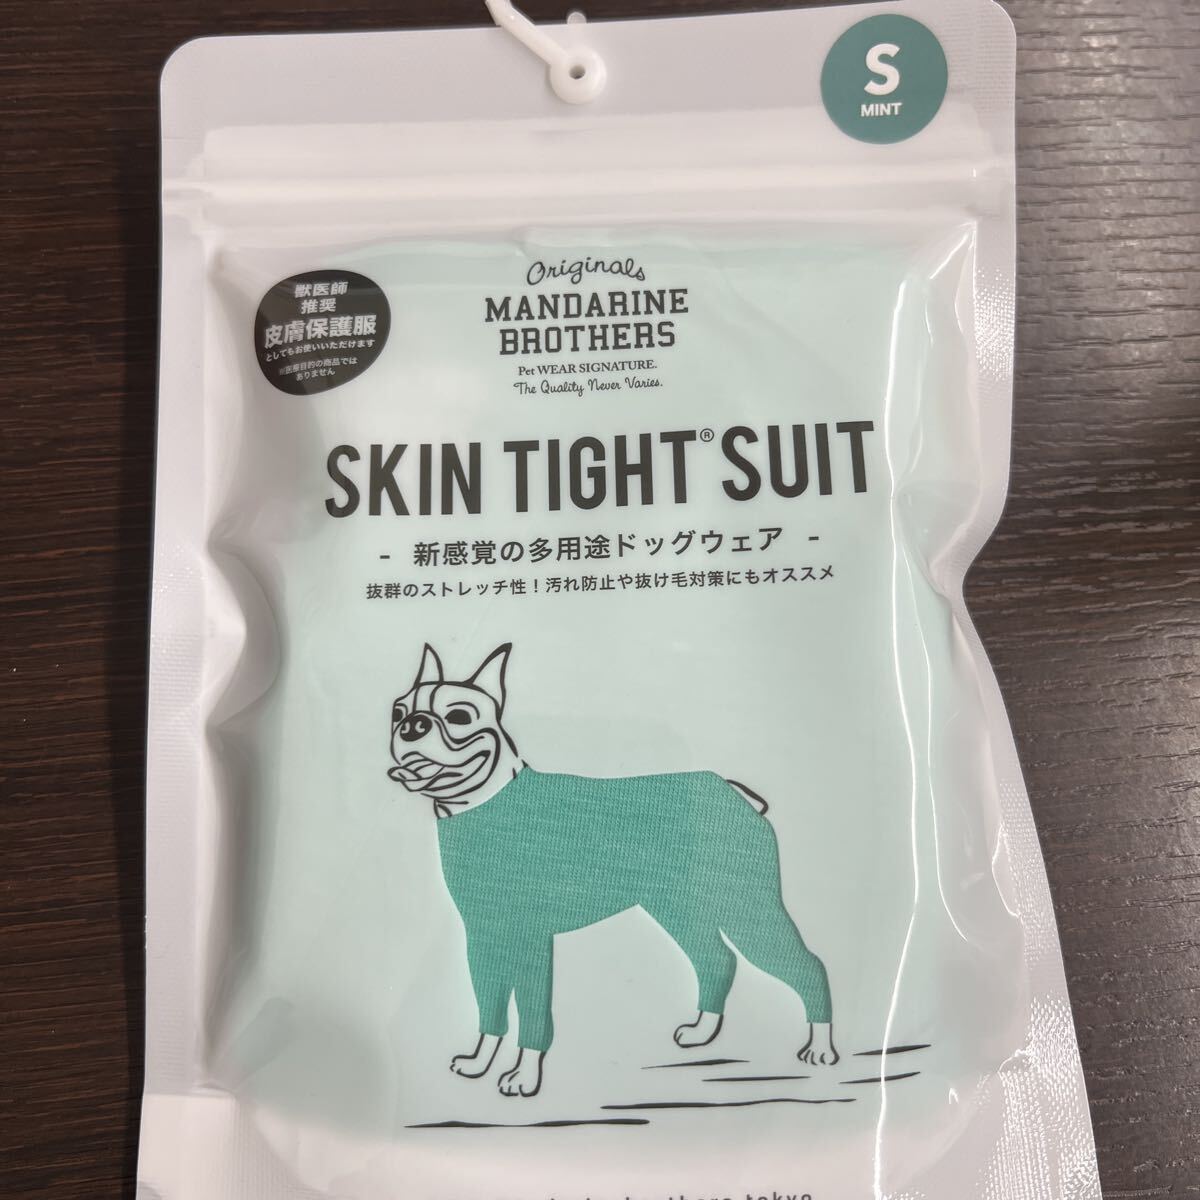 S
MINT
獣医師
推奨
皮膚保護服
としてもお使いいただけます
※医療目的の商品では
ありません
Originals
MANDARINE
BROTHERS
Pet WEAR SIGNATURE.
The Quality Never Varies.
SKIN TIGHT® SUIT
- 新感覚の多用途ドッグウェア -
抜群のストレッチ性！汚れ防止や抜け毛対策にもオススメ